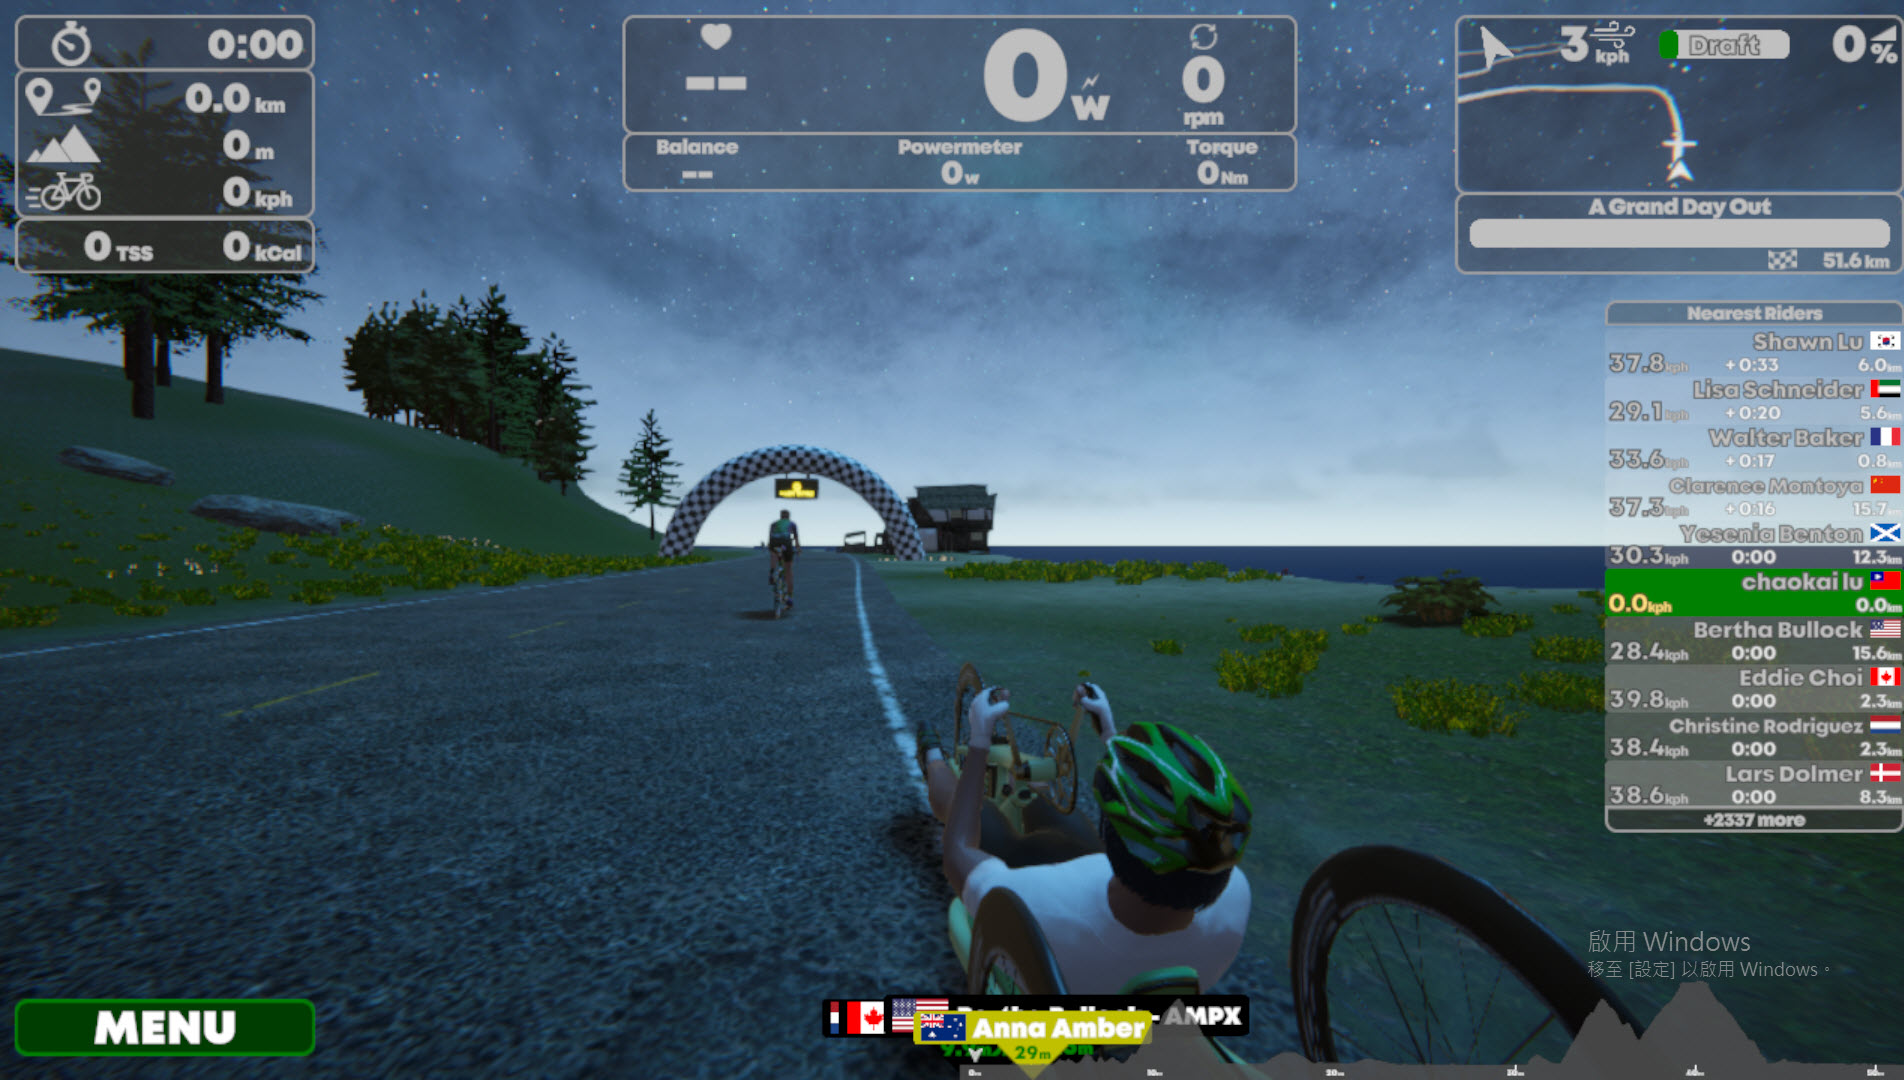 0:00
0.0 km
0 m
0 kph
0 TSS 0 kCal
-- 0 W 0 rpm
Balance Powermeter Torque
-- 0 w 0 Nm
3 kph Draft 0 %
A Grand Day Out
51.6 km
Nearest Riders
Shawn Lu
37.8 kph +0:33 6.0 km
Lisa Schneider
29.1 kph +0:20 5.6 km
Walter Baker
33.6 kph +0:17 0.8 km
Clarence Montoya
37.3 kph +0:16 15.7 km
Yesenia Benton
30.3 kph 0:00 12.3 km
chaokai lu
0.0 kph 0.0 km
Bertha Bullock
28.4 kph 0:00 15.6 km
Eddie Choi
39.8 kph 0:00 2.3 km
Christine Rodriguez
38.4 kph 0:00 2.3 km
Lars Dolmer
38.6 kph 0:00 8.3 km
+2337 more
啟用 Windows
移至 [設定] 以啟用 Windows。
MENU
- AMPX
Anna Amber
29 m